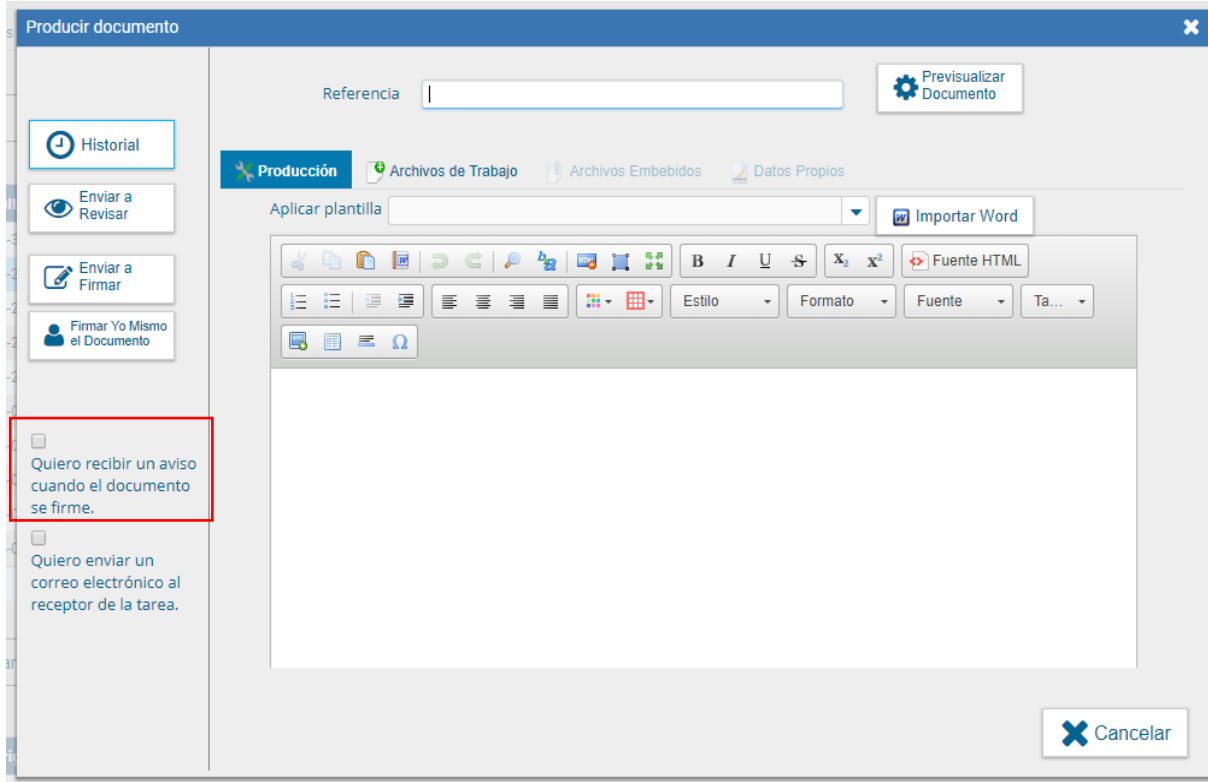 Producir documento
Referencia
Previsualizar
Documento
Historial
Enviar a
Revisar
Enviar a
Firmar
Firmar Yo Mismo
el Documento
Quiero recibir un aviso
cuando el documento
se firme.
Quiero enviar un
correo electrónico al
receptor de la tarea.
Producción Archivos de Trabajo Archivos Embebidos Datos Propios
Aplicar plantilla Importar Word
B I U S X₂ X² Fuente HTML
Estilo Formato Fuente Ta...
Ω
Cancelar